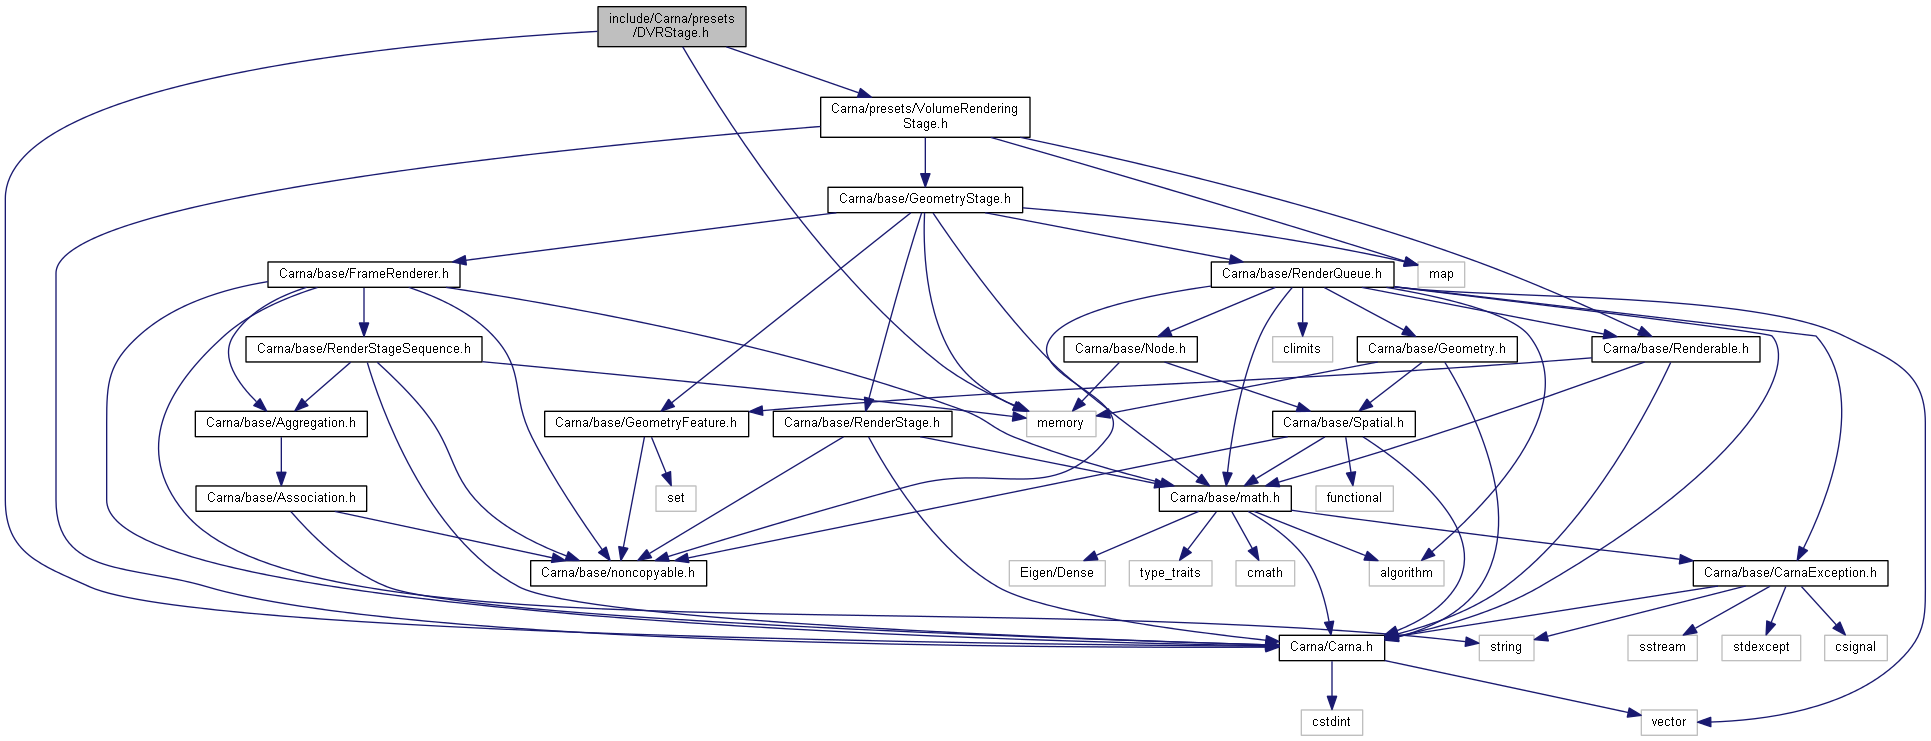 include/Carna/presets
/DVRStage.h
Carna/presets/VolumeRendering
Stage.h
Carna/base/GeometryStage.h
Carna/base/FrameRenderer.h
Carna/base/RenderQueue.h
map
Carna/base/RenderStageSequence.h
Carna/base/Node.h
climits
Carna/base/Geometry.h
Carna/base/Renderable.h
Carna/base/Aggregation.h
Carna/base/GeometryFeature.h
Carna/base/RenderStage.h
memory
Carna/base/Spatial.h
Carna/base/Association.h
set
Carna/base/math.h
functional
Carna/base/noncopyable.h
Eigen/Dense
type_traits
cmath
algorithm
Carna/base/CarnaException.h
Carna/Carna.h
string
sstream
stdexcept
csignal
cstdint
vector